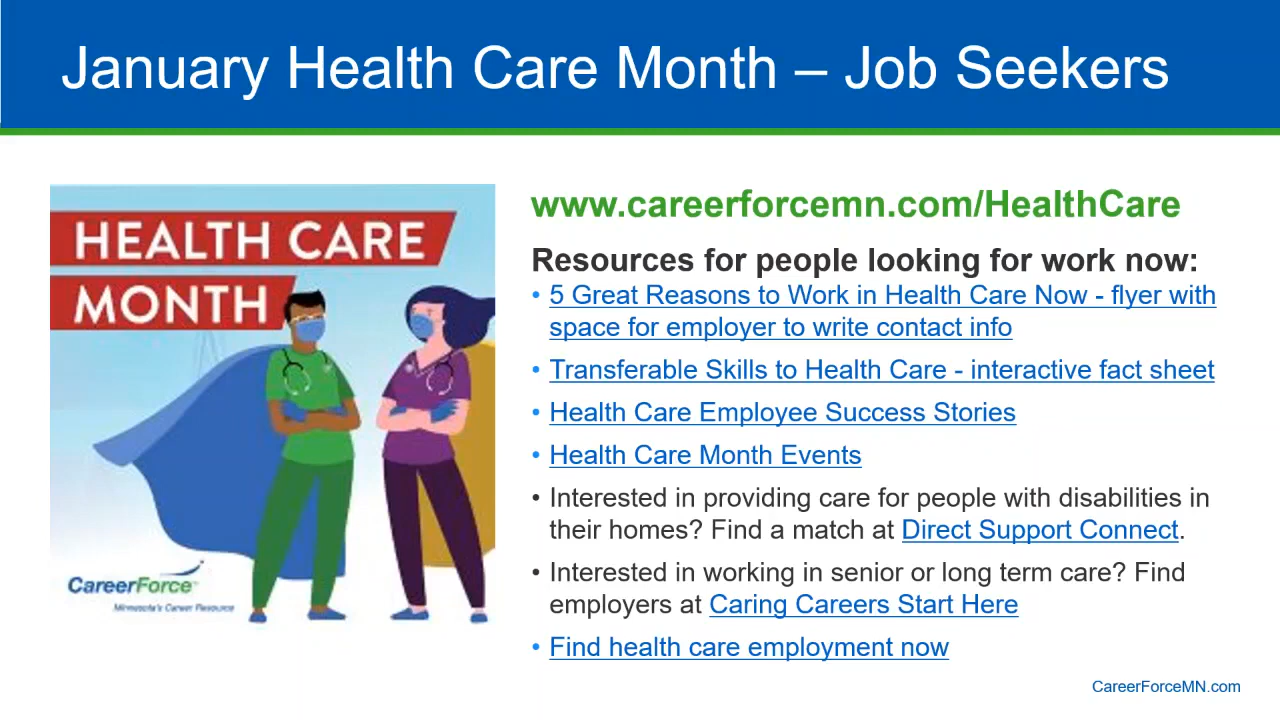 January Health Care Month – Job Seekers
HEALTH CARE
MONTH
CareerForce™
Minnesota's Career Resource
www.careerforcemn.com/HealthCare
Resources for people looking for work now:
• 5 Great Reasons to Work in Health Care Now - flyer with
space for employer to write contact info
• Transferable Skills to Health Care - interactive fact sheet
• Health Care Employee Success Stories
• Health Care Month Events
• Interested in providing care for people with disabilities in
their homes? Find a match at Direct Support Connect.
• Interested in working in senior or long term care? Find
employers at Caring Careers Start Here
• Find health care employment now
CareerForceMN.com